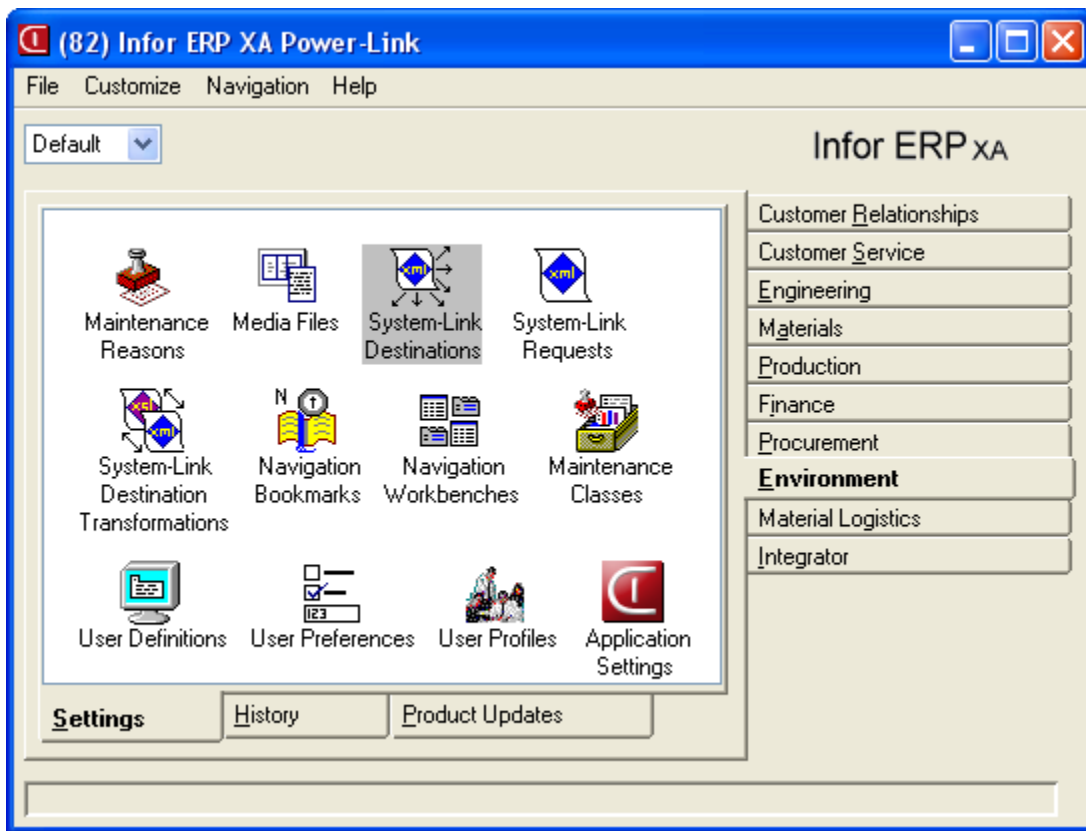 (82) Infor ERP XA Power-Link
File Customize Navigation Help
Default
Infor ERP XA
Maintenance Reasons
Media Files
System-Link Destinations
System-Link Requests
System-Link Destination Transformations
Navigation Bookmarks
Navigation Workbenches
Maintenance Classes
User Definitions
User Preferences
User Profiles
Application Settings
Settings
History
Product Updates
Customer Relationships
Customer Service
Engineering
Materials
Production
Finance
Procurement
Environment
Material Logistics
Integrator